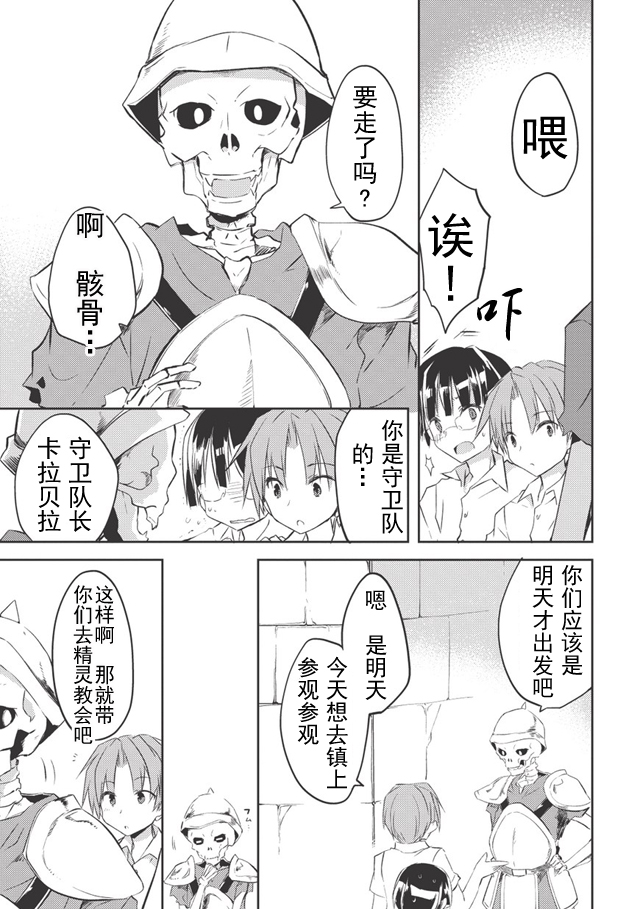 喂
诶！
吓
要走了吗？
啊
骸骨…
你是守卫队
的…
守卫队长
卡拉贝拉
你们应该是
明天才出发吧
嗯 是明天
今天想去镇上
参观参观
フム
这样啊 那就带
你们去精灵教会吧